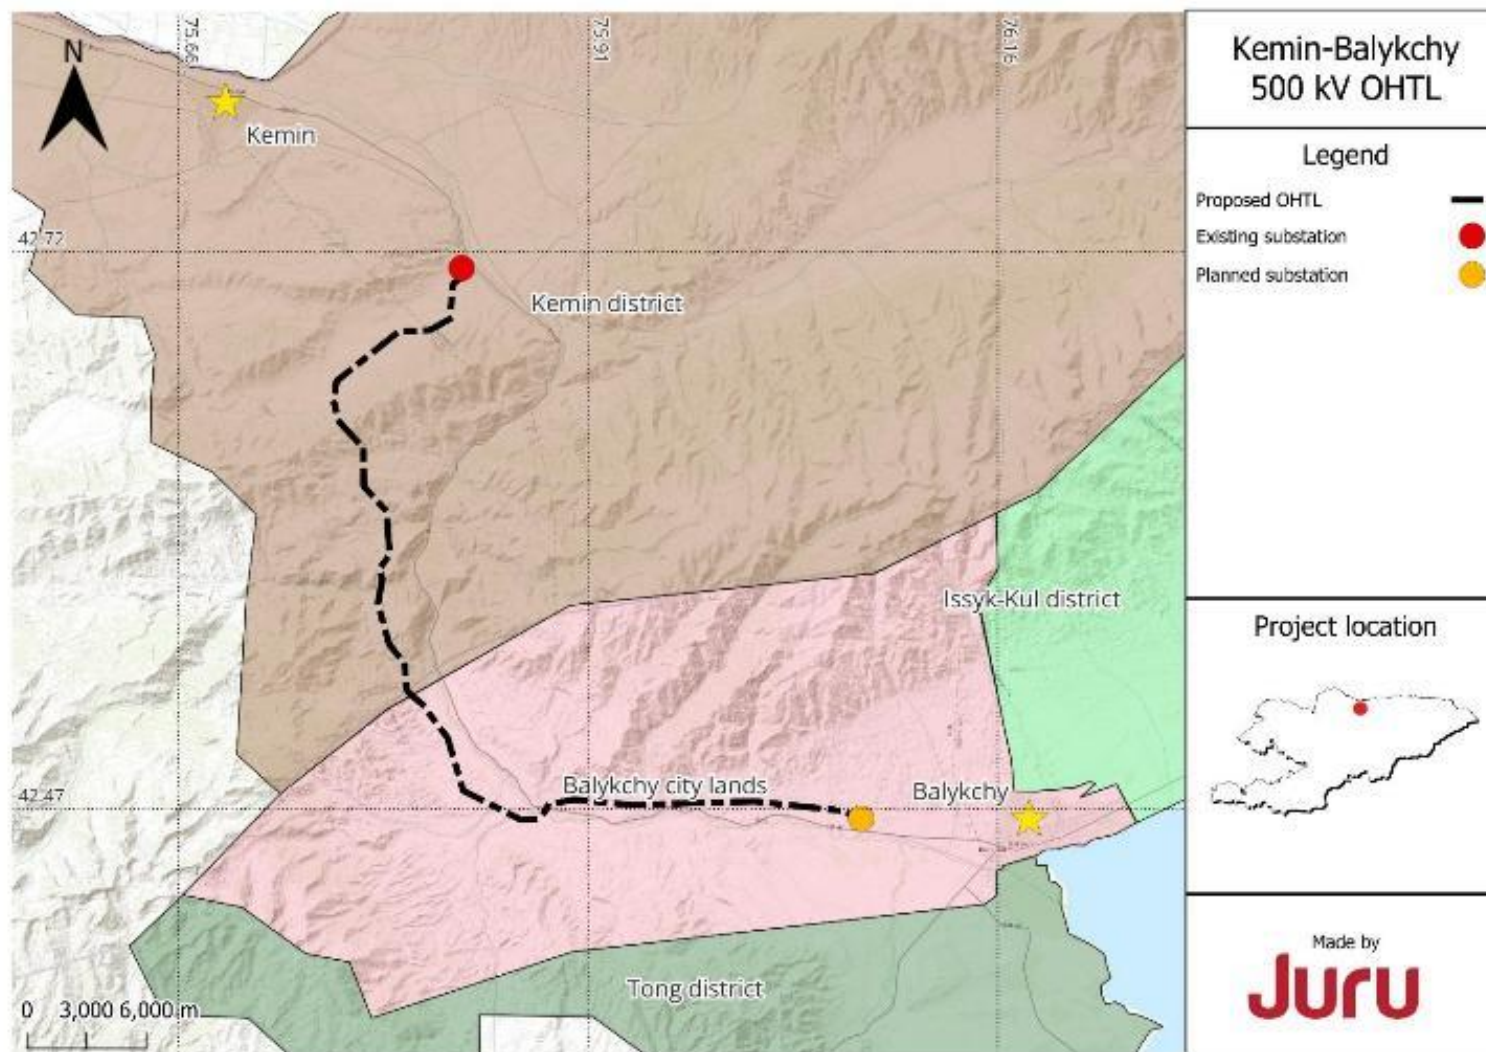 75.66
75.91
76.16
N
Kemin
42.72
Kemin district
Issyk-Kul district
Balykchy city lands
Balykchy
42.47
Tong district
0 3,000 6,000 m
Kemin-Balykchy
500 kV OHTL
Legend
Proposed OHTL
Existing substation
Planned substation
Project location
Made by
Juru